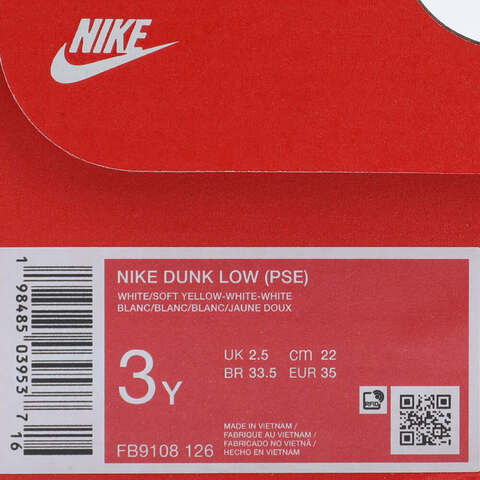 NIKE
NIKE DUNK LOW (PSE)
WHITE/SOFT YELLOW-WHITE-WHITE
BLANC/BLANC/BLANC/JAUNE DOUX
3Y
UK 2.5 cm 22
BR 33.5 EUR 35
RFID
MADE IN VIETNAM /
FABRIQUE AU VIETNAM /
FABRICADO NO VIETNÃ /
HECHO EN VIETNAM
FB9108 126
1 98485 03953 7 16